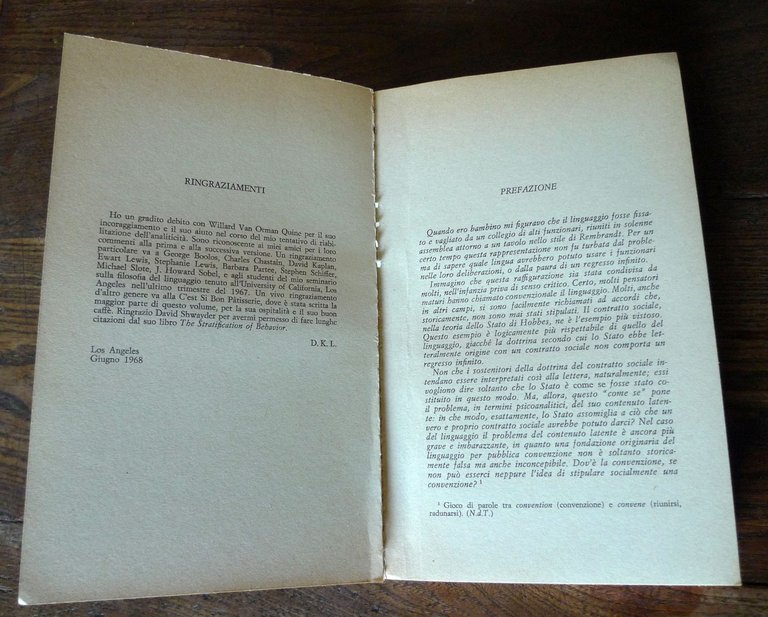 RINGRAZIAMENTI
Ho un gradito debito con Willard Van Orman Quine per il suo
incoraggiamento e il suo aiuto nel corso del mio tentativo di riabi-
litazione dell'analiticità. Sono riconoscente ai miei amici per i loro
commenti alla prima e alla successiva versione. Un ringraziamento
particolare va a George Boolos, Charles Chastain, David Kaplan,
Ewart Lewis, Stephanie Lewis, Barbara Partee, Stephen Schiffer,
Michael Slote, J. Howard Sobel, e agli studenti del mio seminario
sulla filosofia del linguaggio tenuto all'University of California, Los
Angeles nell'ultimo trimestre del 1967. Un vivo ringraziamento
d'altro genere va alla C'est Si Bon Pâtisserie, dove è stata scritta la
maggior parte di questo volume, per la sua ospitalità e il suo buon
caffè. Ringrazio David Shwayder per avermi permesso di fare lunghe
citazioni dal suo libro The Stratification of Behavior.
D. K. L.
Los Angeles
Giugno 1968
PREFAZIONE
Quando ero bambino mi figuravo che il linguaggio fosse fissa-
to e vagliato da un collegio di alti funzionari, riuniti in solenne
assemblea attorno a un tavolo nello stile di Rembrandt. Per un
certo tempo questa rappresentazione non fu turbata dal proble-
ma di sapere quale lingua avrebbero potuto usare i funzionari
nelle loro deliberazioni, o dalla paura di un regresso infinito.
Immagino che questa raffigurazione sia stata condivisa da
molti, nell'infanzia priva di senso critico. Certo, molti pensatori
maturi hanno chiamato convenzionale il linguaggio. Molti, anche
in altri campi, si sono facilmente richiamati ad accordi che,
storicamente, non sono mai stati stipulati. Il contratto sociale,
nella teoria dello Stato di Hobbes, ne è l'esempio più vistoso.
Questo esempio è logicamente più rispettabile di quello del
linguaggio, giacché la dottrina secondo cui lo Stato ebbe let-
teralmente origine con un contratto sociale non comporta un
regresso infinito.
Non che i sostenitori della dottrina del contratto sociale in-
tendano essere interpretati così alla lettera, naturalmente; essi
vogliono dire soltanto che lo Stato è come se fosse stato co-
stituito in questo modo. Ma, allora, questo "come se" pone
il problema, in termini psicoanalitici, del suo contenuto laten-
te: in che modo, esattamente, lo Stato assomiglia a ciò che un
vero e proprio contratto sociale avrebbe potuto darci? Nel caso
del linguaggio il problema del contenuto latente è ancora più
grave e imbarazzante, in quanto una fondazione originaria del
linguaggio per pubblica convenzione non è soltanto storica-
mente falsa ma anche inconcepibile. Dov'è la convenzione, se
non può esserci neppure l'idea di stipulare socialmente una
convenzione? ¹
¹ Gioco di parole tra convention (convenzione) e convene (riunirsi,
radunarsi). (N.d.T.)